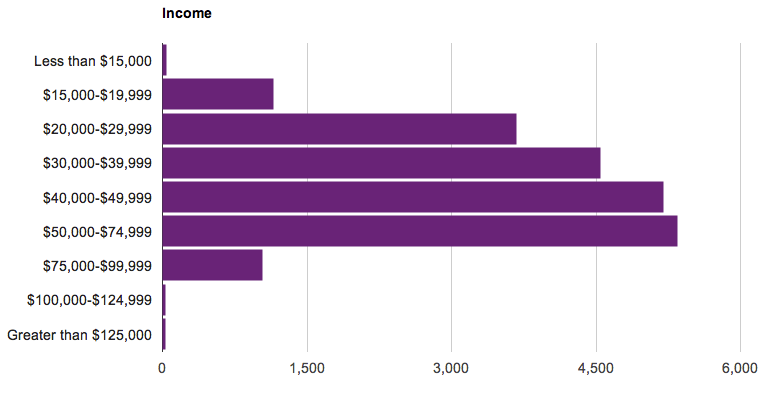 Income
Less than $15,000
$15,000-$19,999
$20,000-$29,999
$30,000-$39,999
$40,000-$49,999
$50,000-$74,999
$75,000-$99,999
$100,000-$124,999
Greater than $125,000
0 1,500 3,000 4,500 6,000